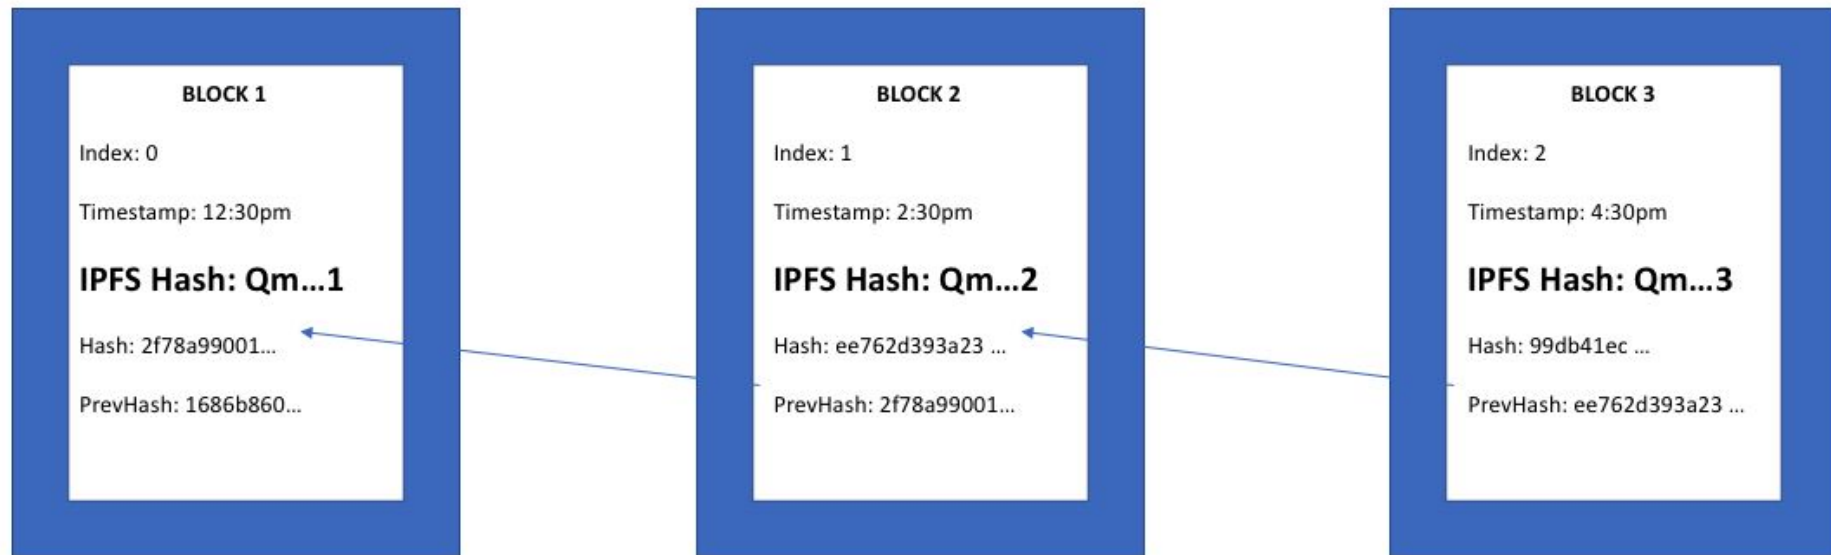 BLOCK 1
Index: 0
Timestamp: 12:30pm
IPFS Hash: Qm...1
Hash: 2f78a99001...
PrevHash: 1686b860...
BLOCK 2
Index: 1
Timestamp: 2:30pm
IPFS Hash: Qm...2
Hash: ee762d393a23 ...
PrevHash: 2f78a99001...
BLOCK 3
Index: 2
Timestamp: 4:30pm
IPFS Hash: Qm...3
Hash: 99db41ec ...
PrevHash: ee762d393a23 ...